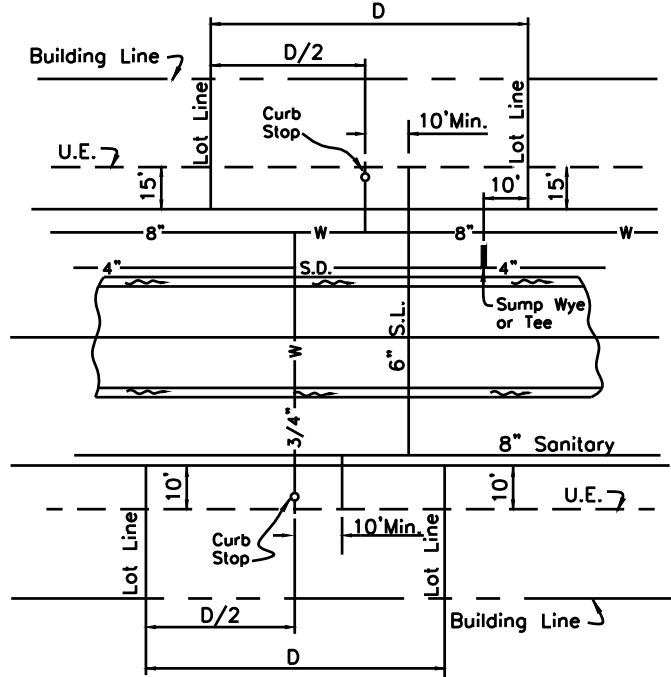 D
D/2
Building Line
Lot Line
Lot Line
Curb
Stop
10'Min.
U.E.
15'
10'
15'
8"
W
8"
W
4"
S.D.
4"
Sump Wye
or Tee
6" S.L.
W
3/4"
8" Sanitary
10'
10'
U.E.
Lot Line
Curb
Stop
10'Min.
Lot Line
D/2
Building Line
D